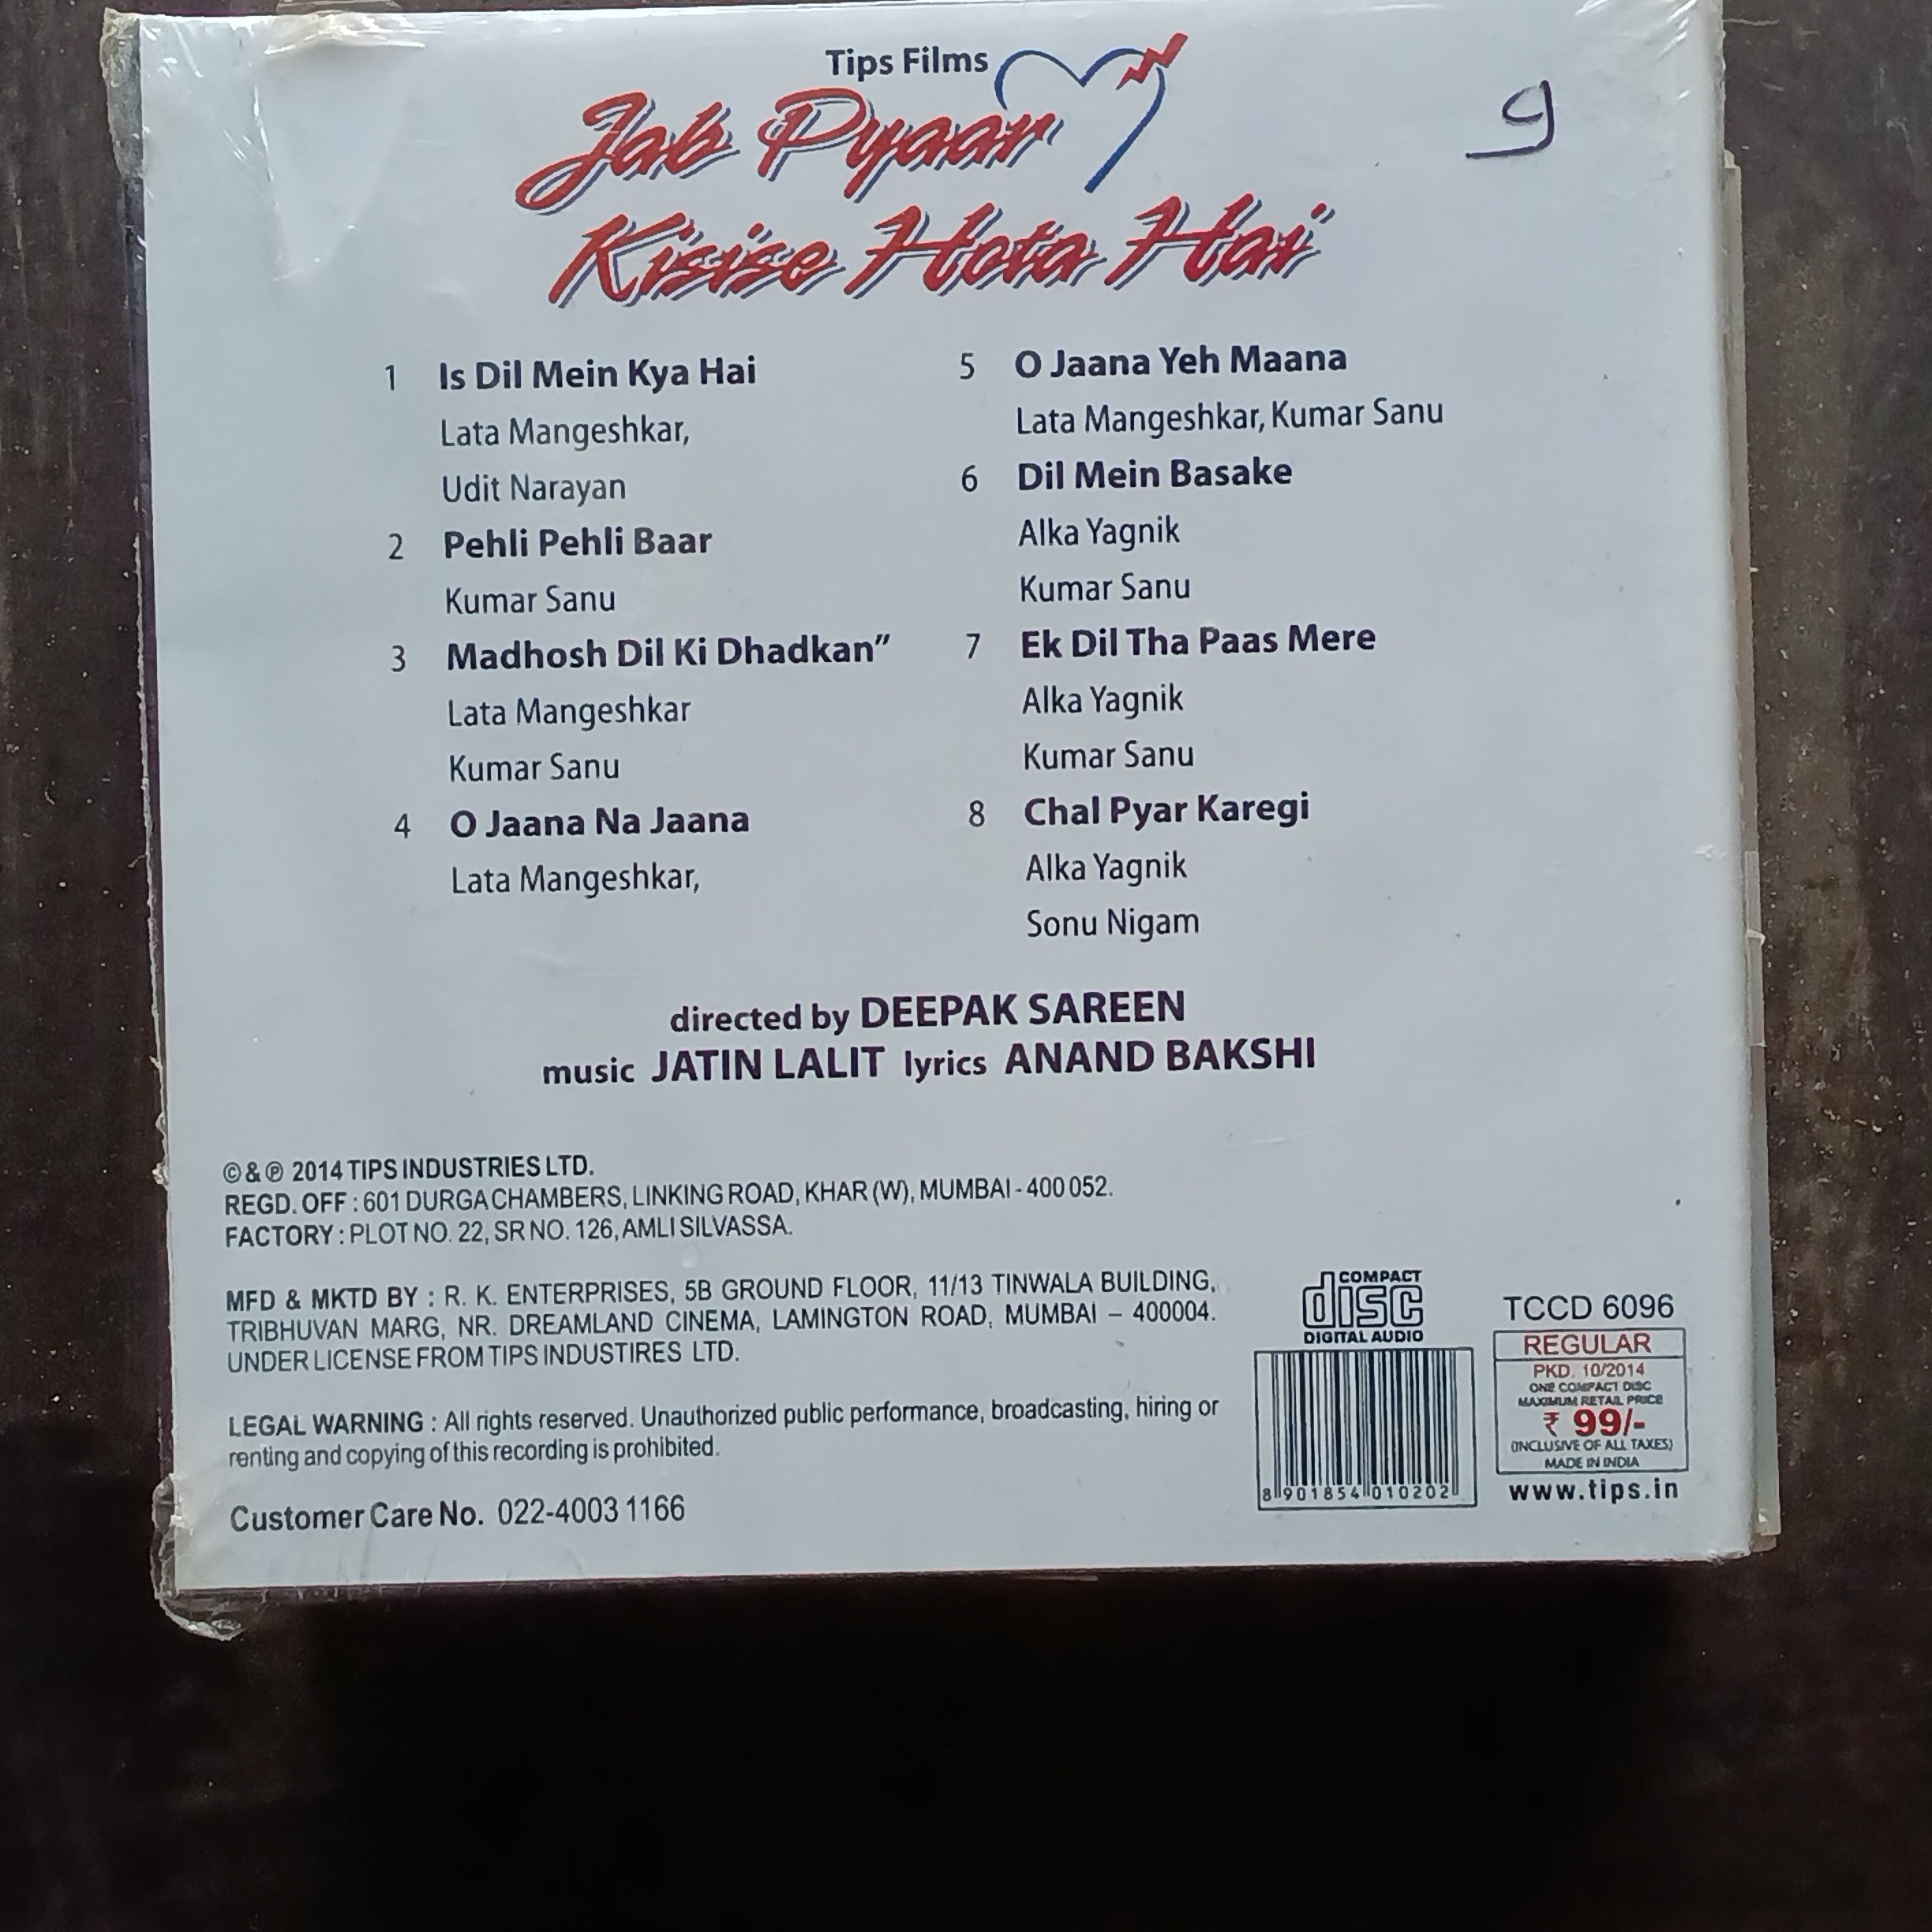 Tips Films
Jab Pyaar
Kisise Hota Hai
9
1 Is Dil Mein Kya Hai
Lata Mangeshkar,
Udit Narayan
2 Pehli Pehli Baar
Kumar Sanu
3 Madhosh Dil Ki Dhadkan”
Lata Mangeshkar
Kumar Sanu
4 O Jaana Na Jaana
Lata Mangeshkar,
5 O Jaana Yeh Maana
Lata Mangeshkar, Kumar Sanu
6 Dil Mein Basake
Alka Yagnik
Kumar Sanu
7 Ek Dil Tha Paas Mere
Alka Yagnik
Kumar Sanu
8 Chal Pyar Karegi
Alka Yagnik
Sonu Nigam
directed by DEEPAK SAREEN
music JATIN LALIT lyrics ANAND BAKSHI
©&℗ 2014 TIPS INDUSTRIES LTD.
REGD. OFF : 601 DURGA CHAMBERS, LINKING ROAD, KHAR (W), MUMBAI - 400 052.
FACTORY : PLOT NO. 22, SR NO. 126, AMLI SILVASSA.
MFD & MKTD BY : R. K. ENTERPRISES, 5B GROUND FLOOR, 11/13 TINWALA BUILDING,
TRIBHUVAN MARG, NR. DREAMLAND CINEMA, LAMINGTON ROAD, MUMBAI – 400004.
UNDER LICENSE FROM TIPS INDUSTIRES LTD.
LEGAL WARNING : All rights reserved. Unauthorized public performance, broadcasting, hiring or
renting and copying of this recording is prohibited.
Customer Care No. 022-4003 1166
COMPACT
disc
DIGITAL AUDIO
8 901854 010202
TCCD 6096
REGULAR
PKD. 10/2014
ONE COMPACT DISC
MAXIMUM RETAIL PRICE
₹ 99/-
(INCLUSIVE OF ALL TAXES)
MADE IN INDIA
www.tips.in